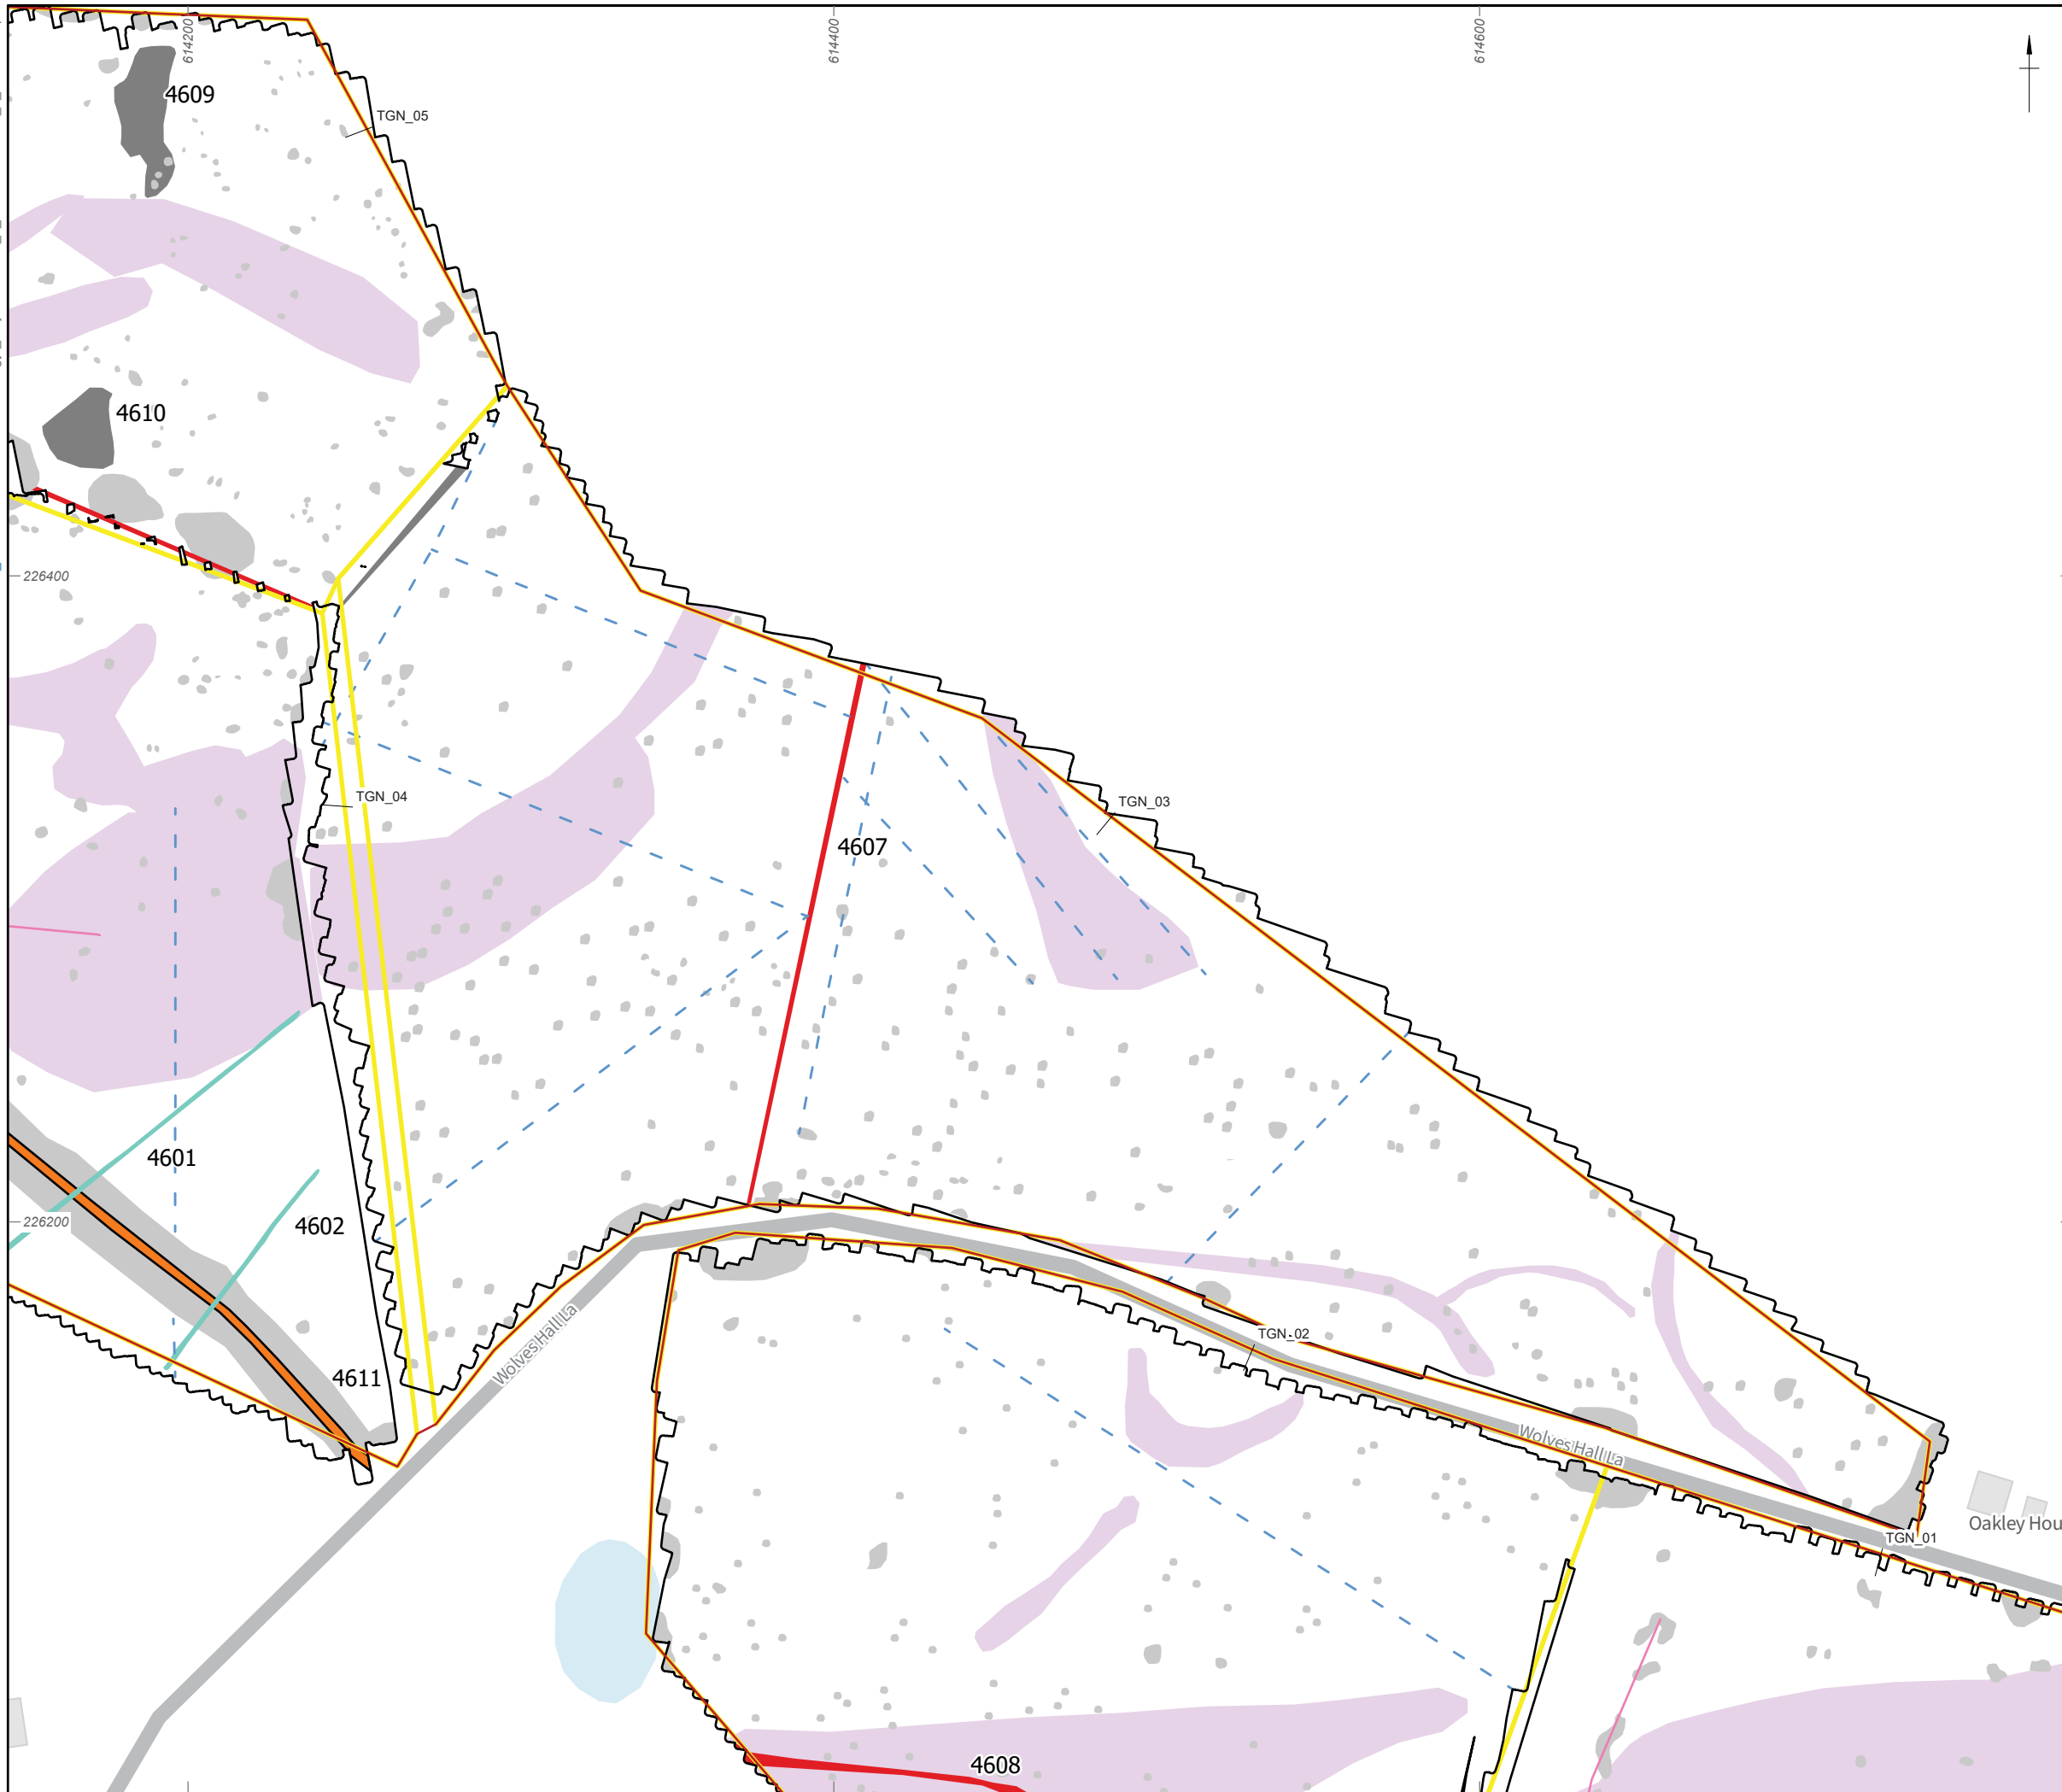 614200
614400
614600
4609
TGN_05
4610
226400
TGN_04
TGN_03
4607
4601
4602
226200
4611
Wolves Hall La
TGN_02
Wolves Hall La
Oakley Hou
TGN_01
4608